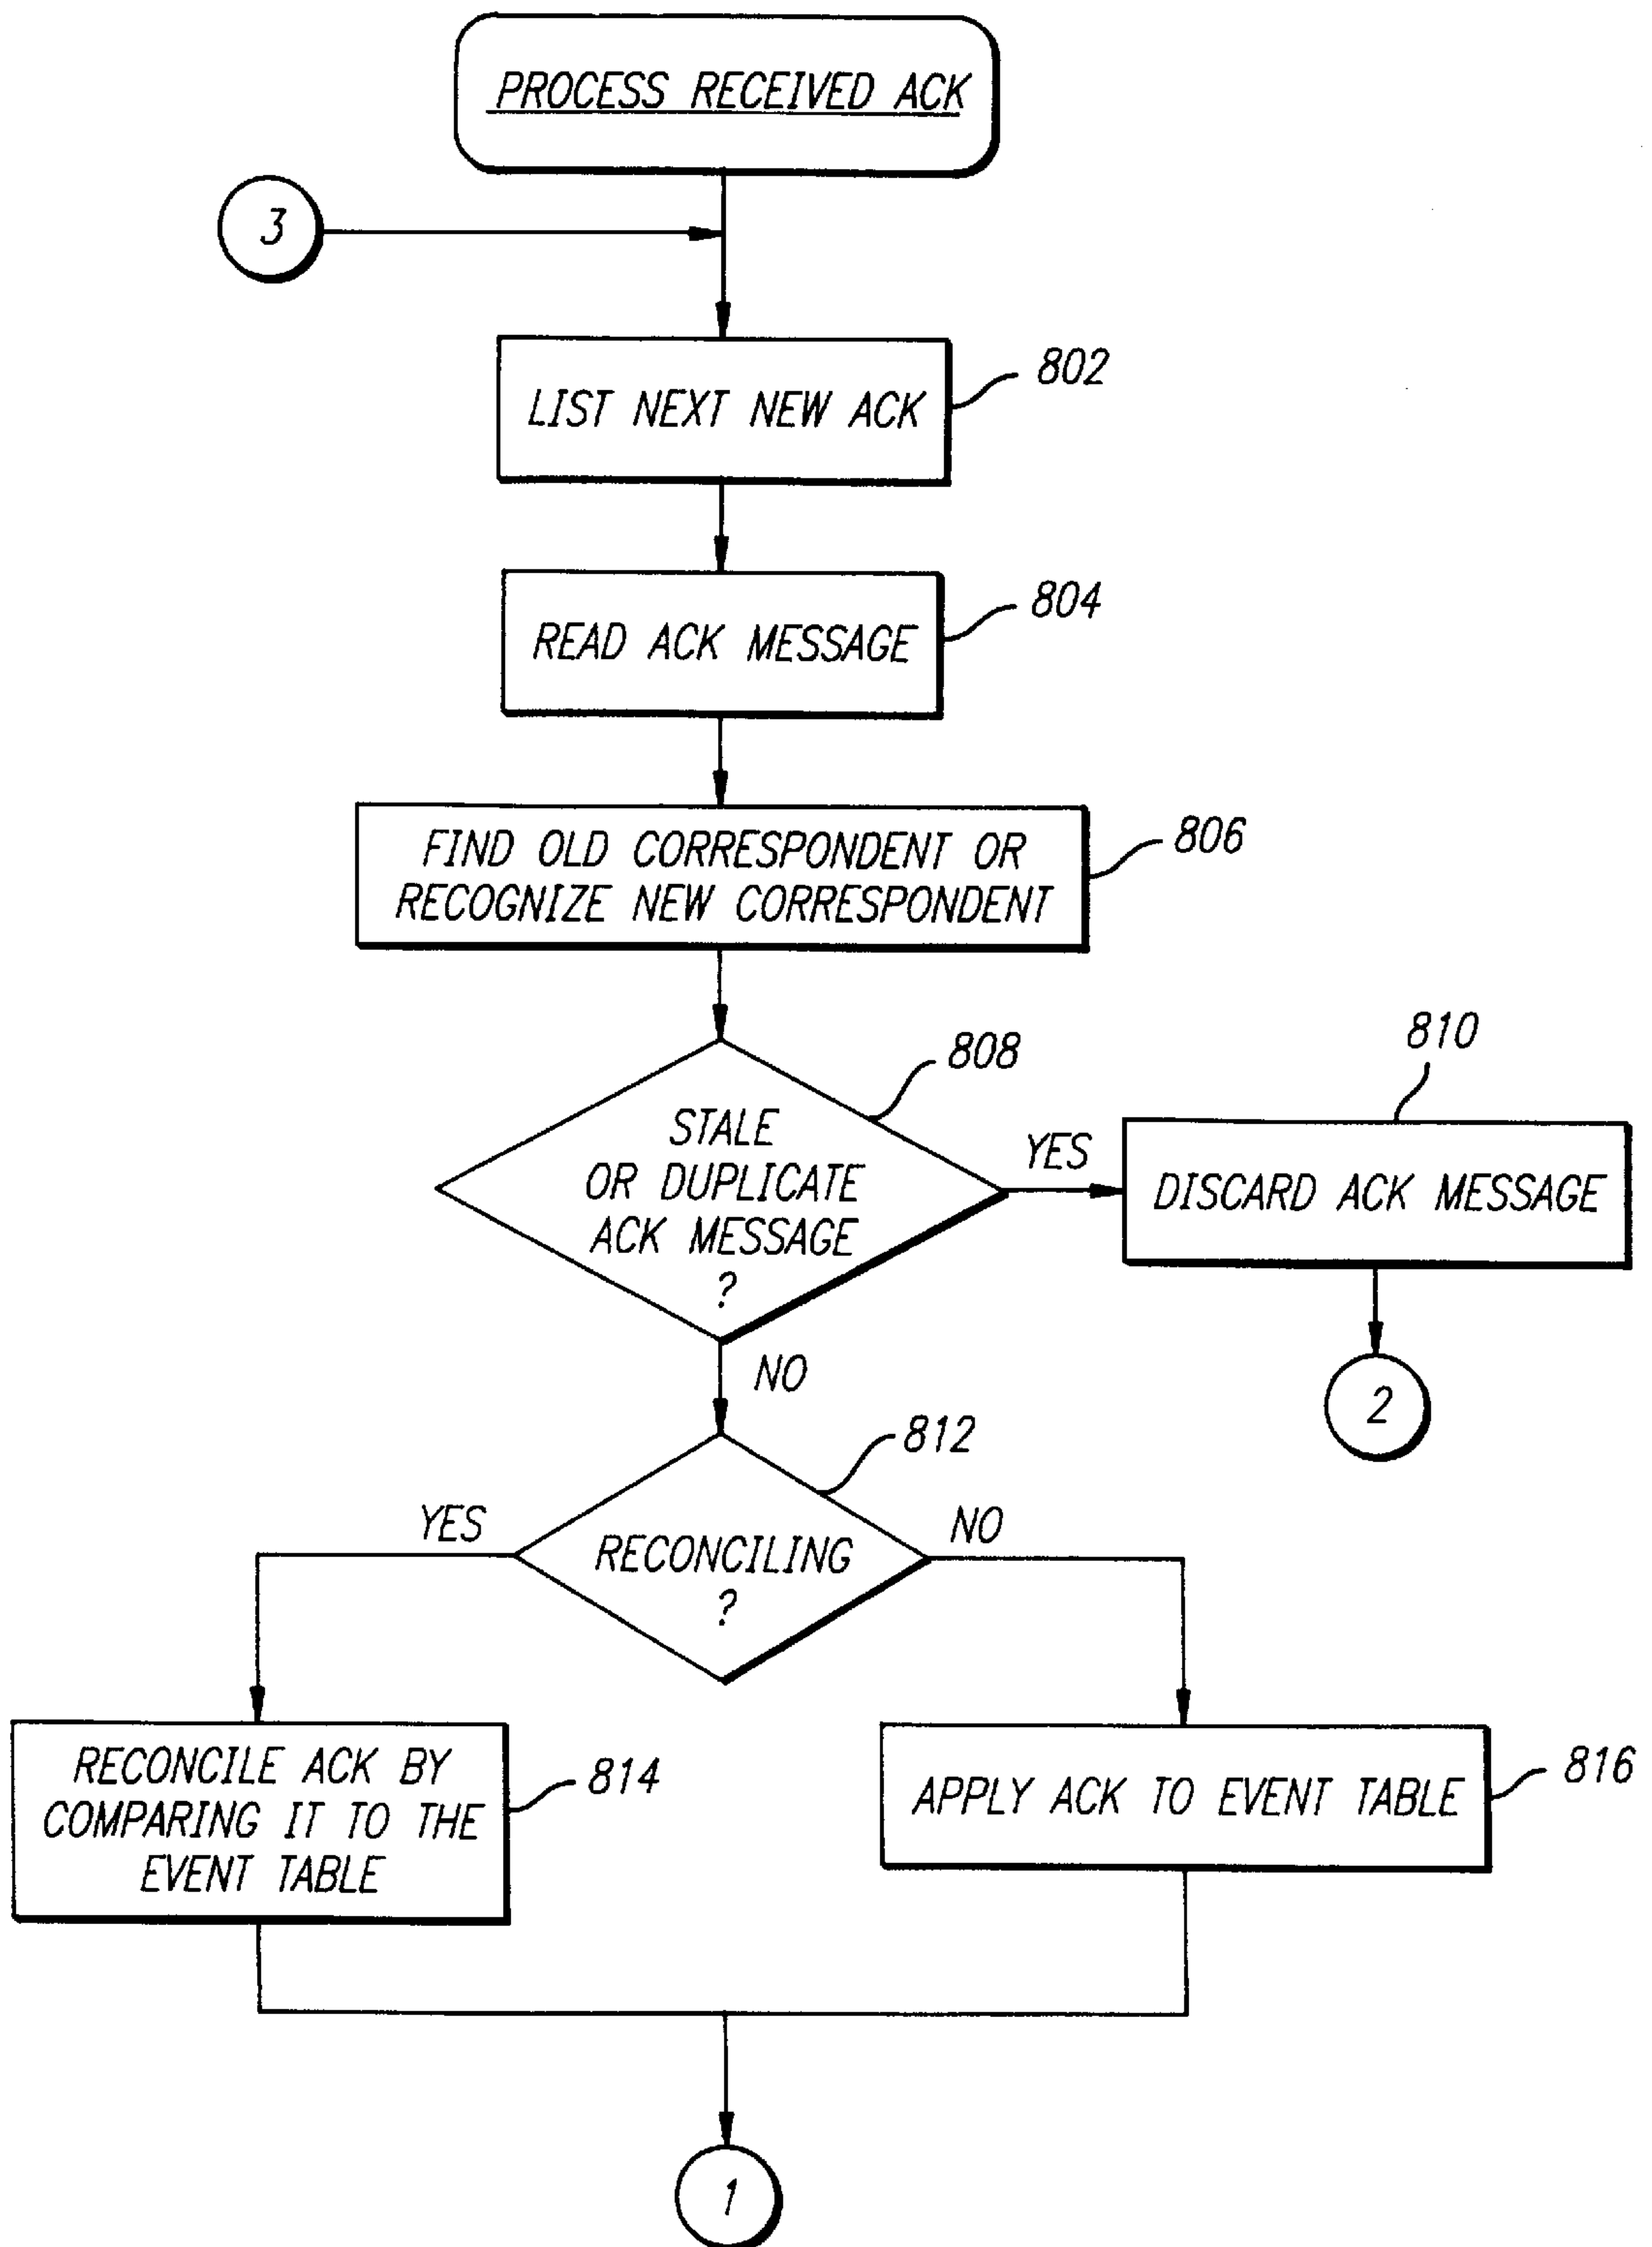 PROCESS RECEIVED ACK
3
802
LIST NEXT NEW ACK
804
READ ACK MESSAGE
806
FIND OLD CORRESPONDENT OR
RECOGNIZE NEW CORRESPONDENT
808
STALE
OR DUPLICATE
ACK MESSAGE
?
YES
810
DISCARD ACK MESSAGE
2
NO
812
RECONCILING
?
YES
NO
RECONCILE ACK BY
COMPARING IT TO THE
EVENT TABLE
814
APPLY ACK TO EVENT TABLE
816
1